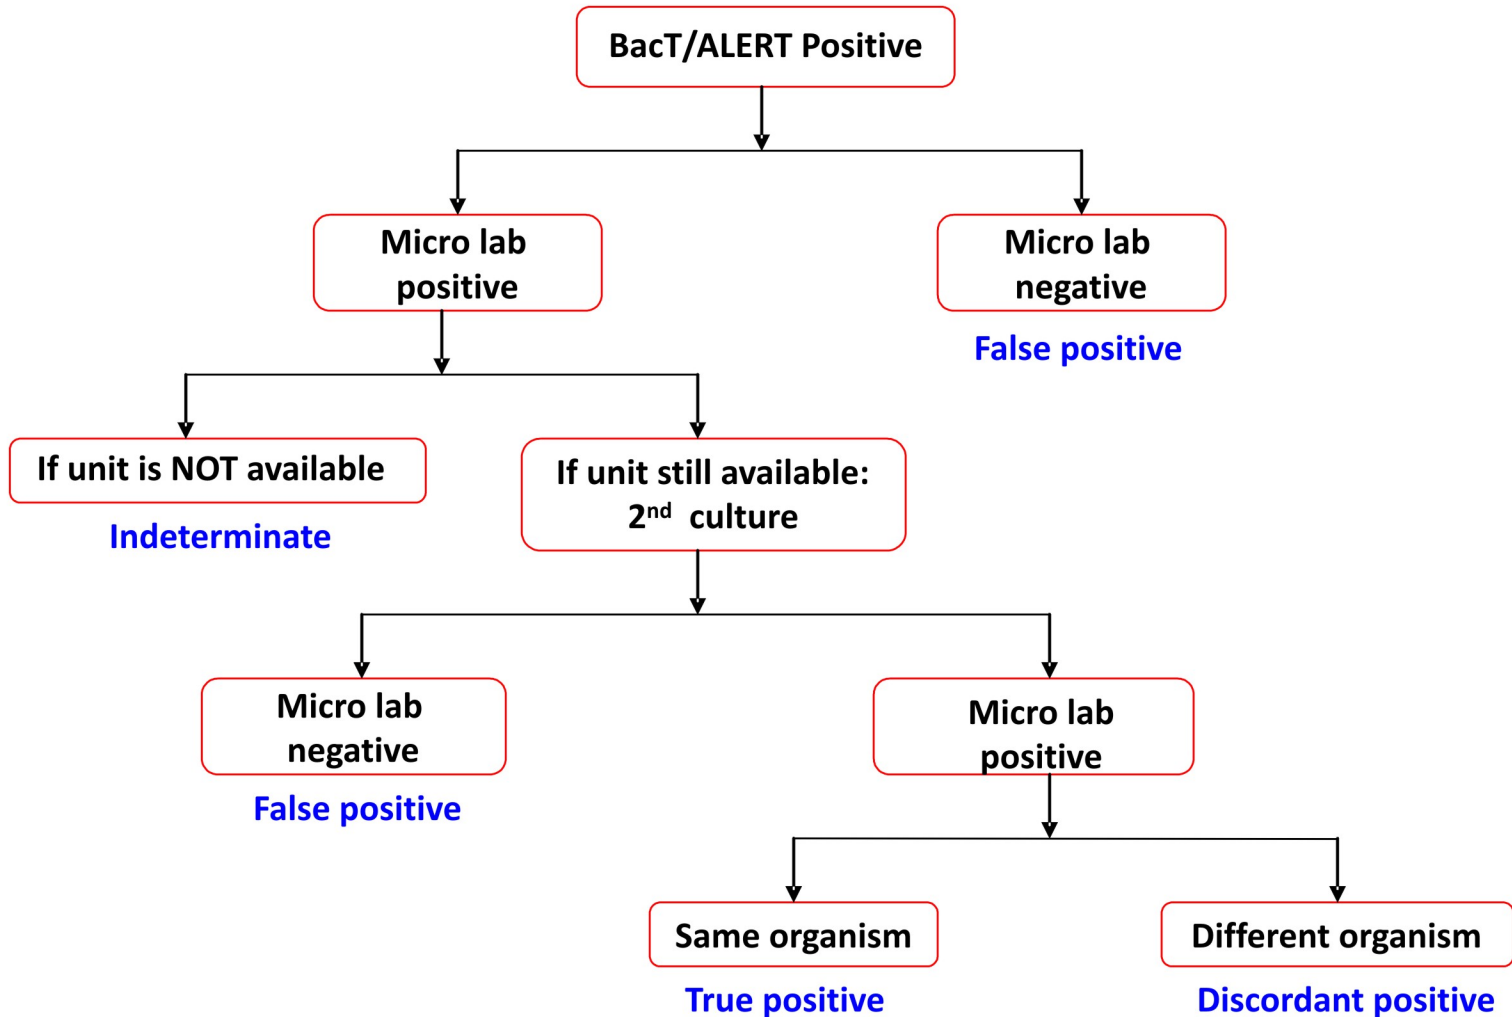 BacT/ALERT Positive
Micro lab
positive
Micro lab
negative
False positive
If unit is NOT available
Indeterminate
If unit still available:
2nd culture
Micro lab
negative
False positive
Micro lab
positive
Same organism
True positive
Different organism
Discordant positive